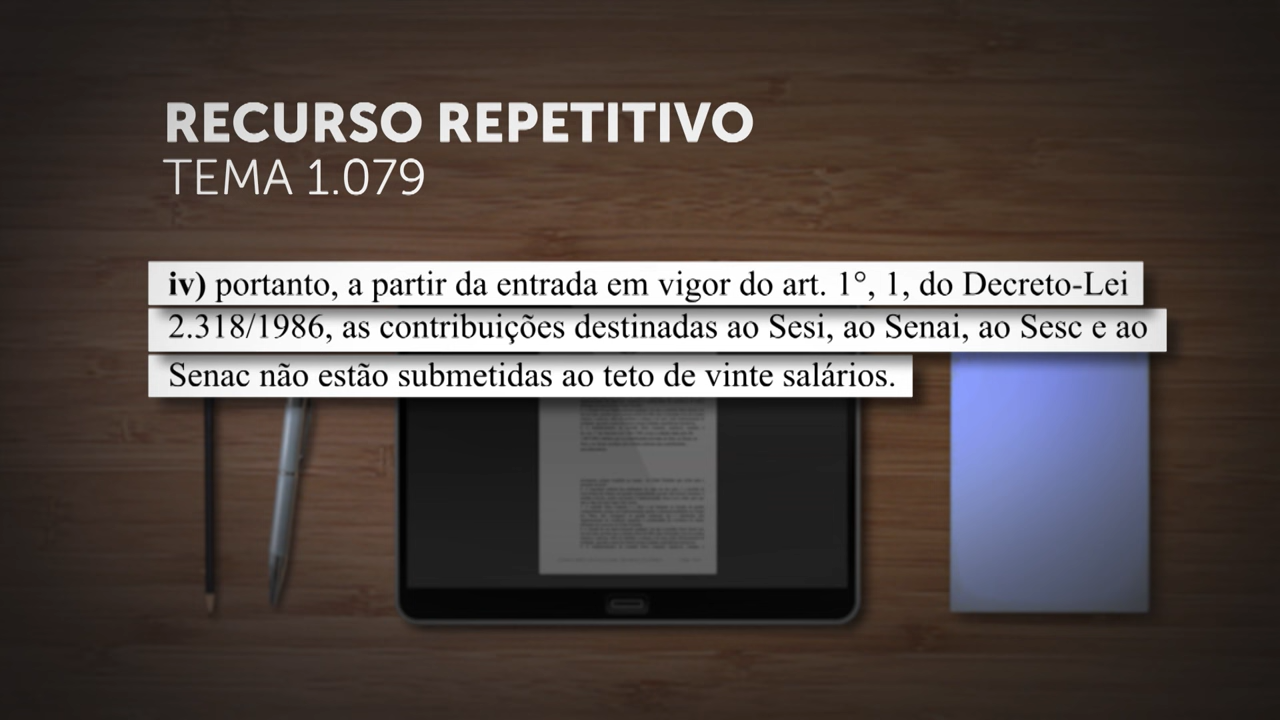 RECURSO REPETITIVO
TEMA 1.079
iv) portanto, a partir da entrada em vigor do art. 1°, 1, do Decreto-Lei
2.318/1986, as contribuições destinadas ao Sesi, ao Senai, ao Sesc e ao
Senac não estão submetidas ao teto de vinte salários.